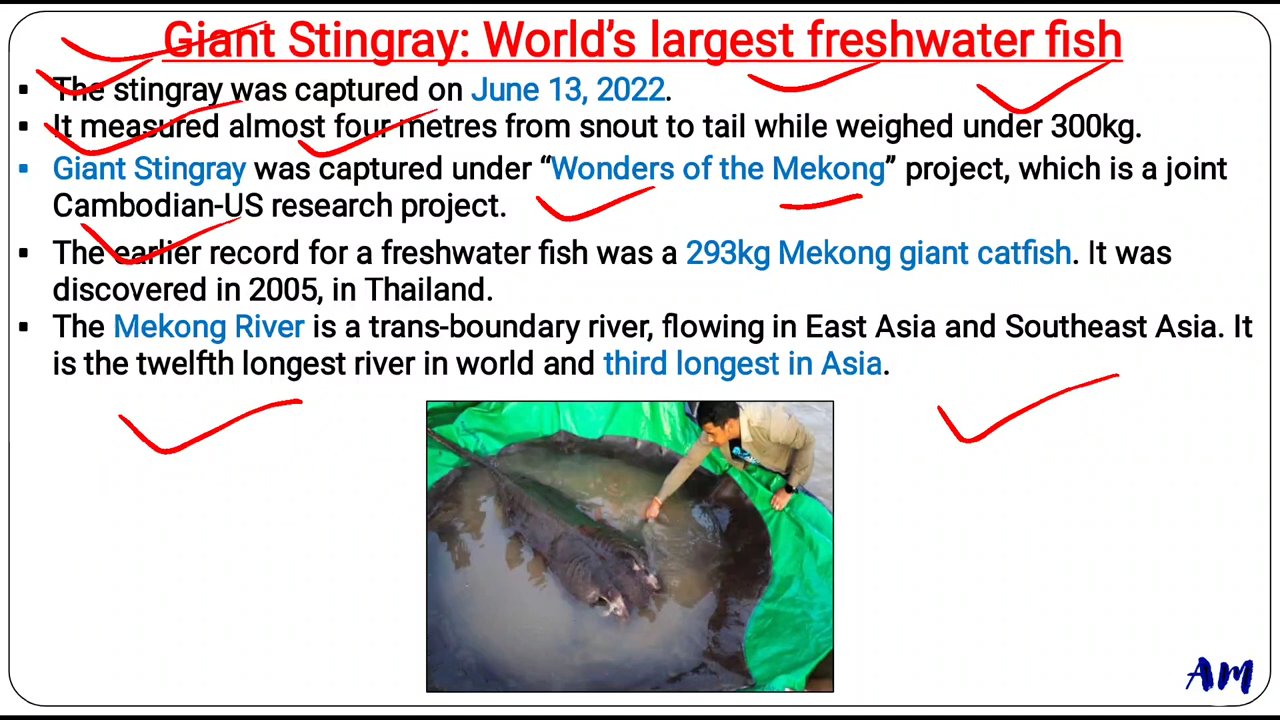 Giant Stingray: World's largest freshwater fish
▪ The stingray was captured on June 13, 2022.
▪ It measured almost four metres from snout to tail while weighed under 300kg.
▪ Giant Stingray was captured under “Wonders of the Mekong” project, which is a joint
Cambodian-US research project.
▪ The earlier record for a freshwater fish was a 293kg Mekong giant catfish. It was
discovered in 2005, in Thailand.
▪ The Mekong River is a trans-boundary river, flowing in East Asia and Southeast Asia. It
is the twelfth longest river in world and third longest in Asia.
AM